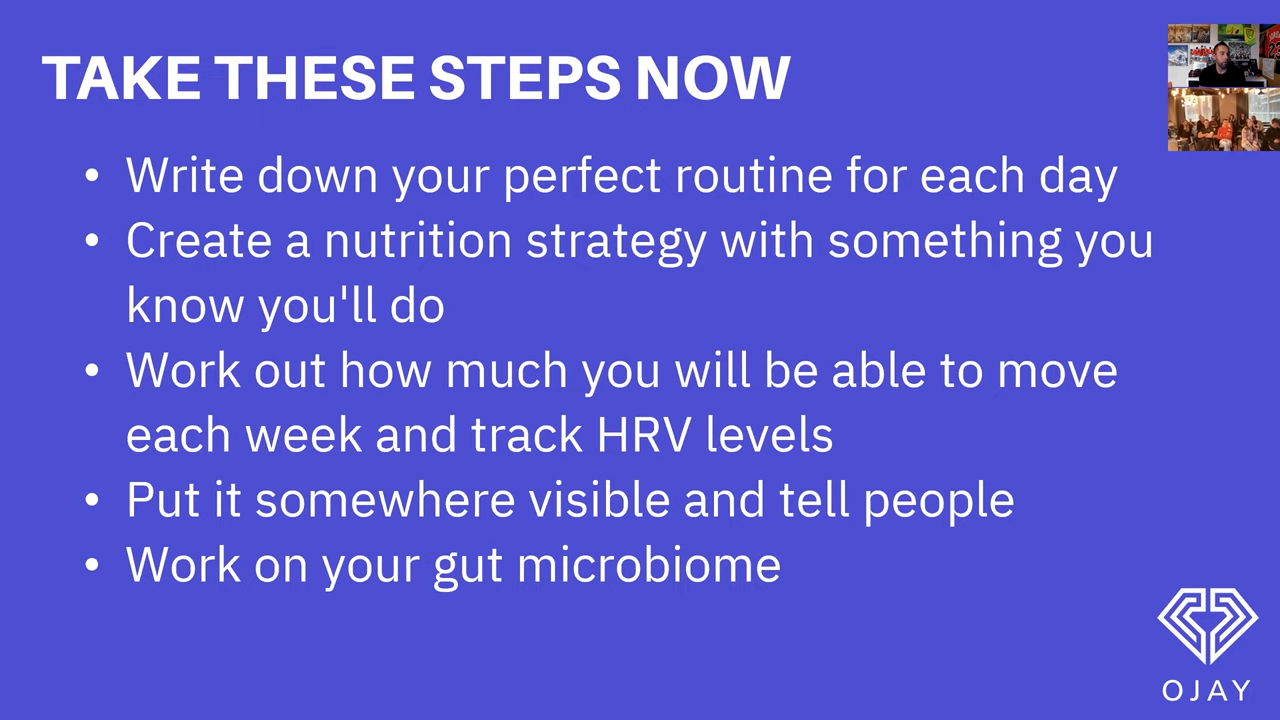 TAKE THESE STEPS NOW
• Write down your perfect routine for each day
• Create a nutrition strategy with something you
know you'll do
• Work out how much you will be able to move
each week and track HRV levels
• Put it somewhere visible and tell people
• Work on your gut microbiome
OJAY